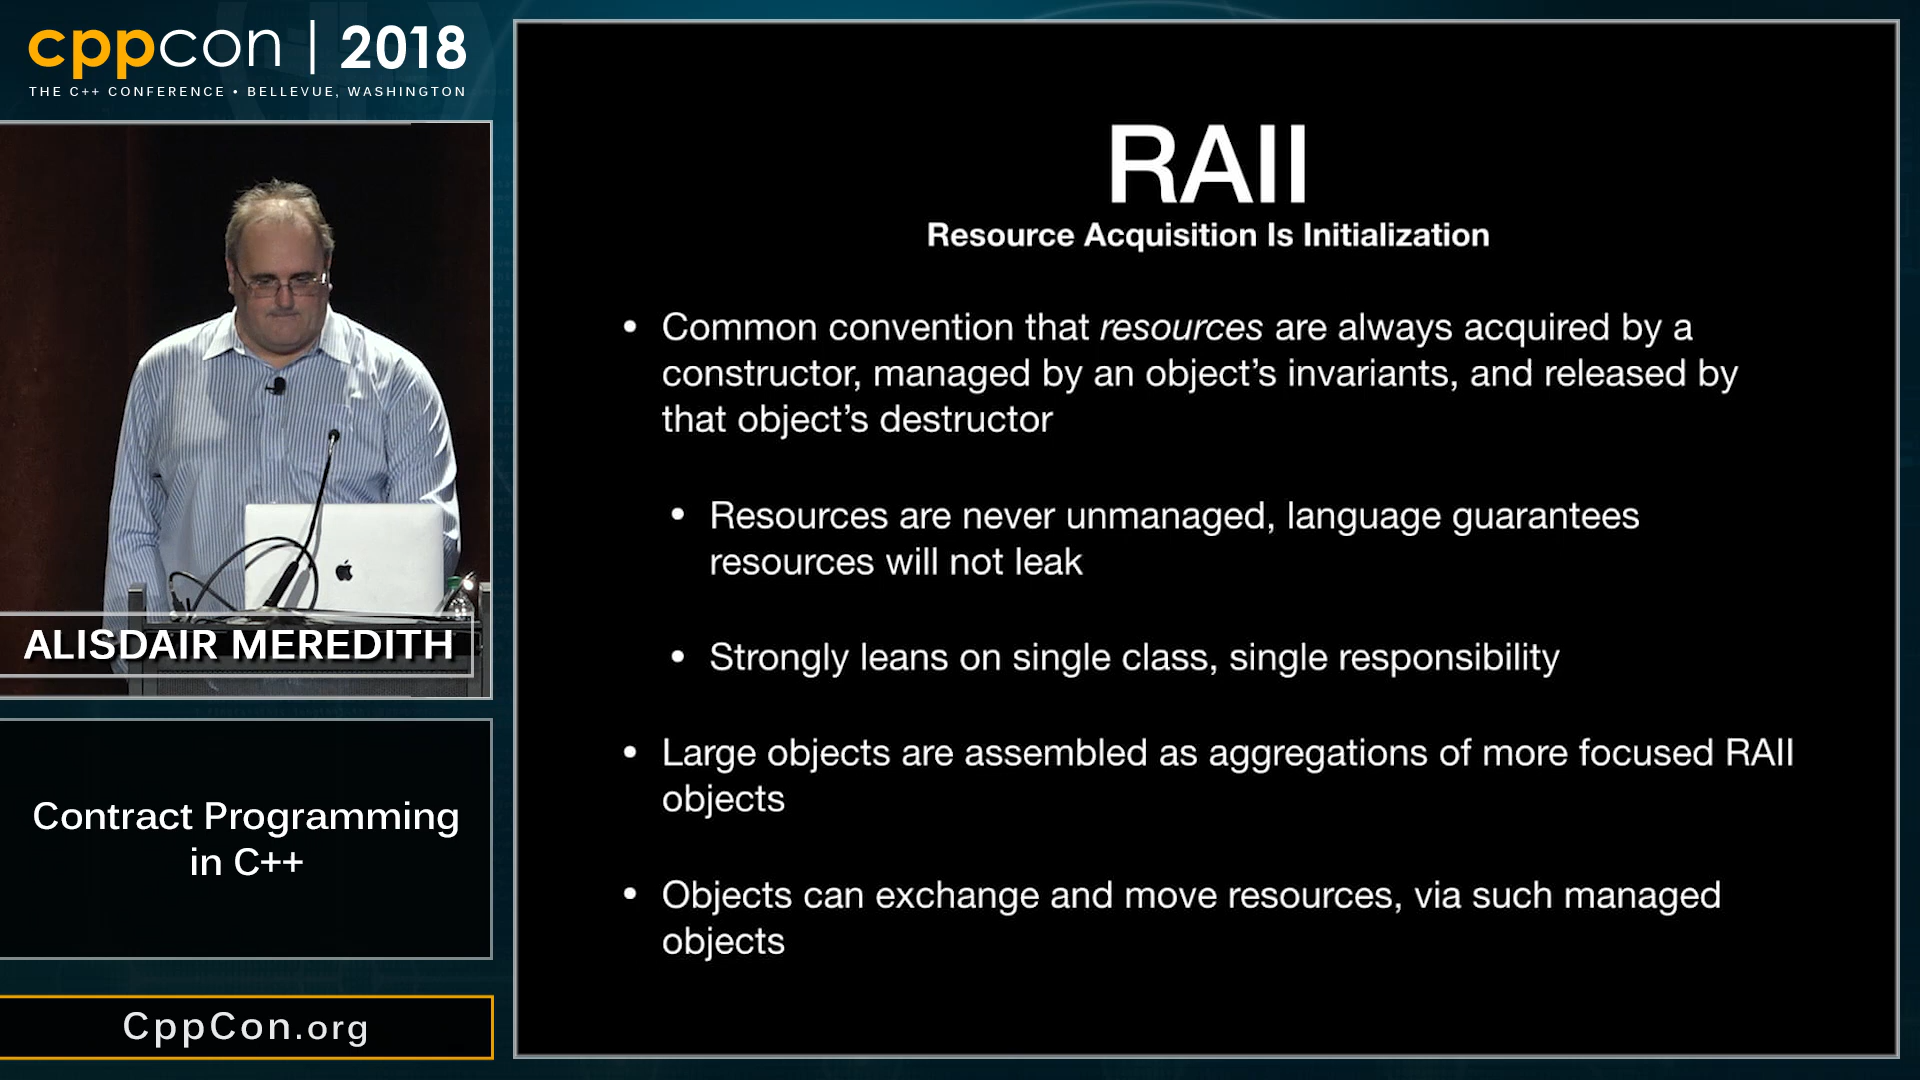 cppcon | 2018
THE C++ CONFERENCE • BELLEVUE, WASHINGTON
ALISDAIR MEREDITH
Contract Programming
in C++
CppCon.org
RAII
Resource Acquisition Is Initialization
• Common convention that resources are always acquired by a
constructor, managed by an object’s invariants, and released by
that object’s destructor
• Resources are never unmanaged, language guarantees
resources will not leak
• Strongly leans on single class, single responsibility
• Large objects are assembled as aggregations of more focused RAII
objects
• Objects can exchange and move resources, via such managed
objects